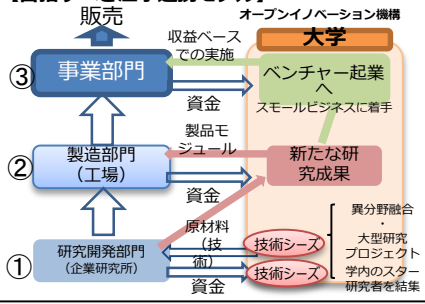 販売
オープンイノベーション機構
大学
収益ベース
での実施
③
事業部門
ベンチャー起業
へ
スモールビジネスに着手
資金
製品モ
ジュール
②
製造部門
（工場）
新たな研
究成果
資金
原材料
（技
術）
異分野融合
・
大型研究
プロジェクト
学内のスター
研究者を結集
①
研究開発部門
（企業研究所）
技術シーズ
技術シーズ
資金